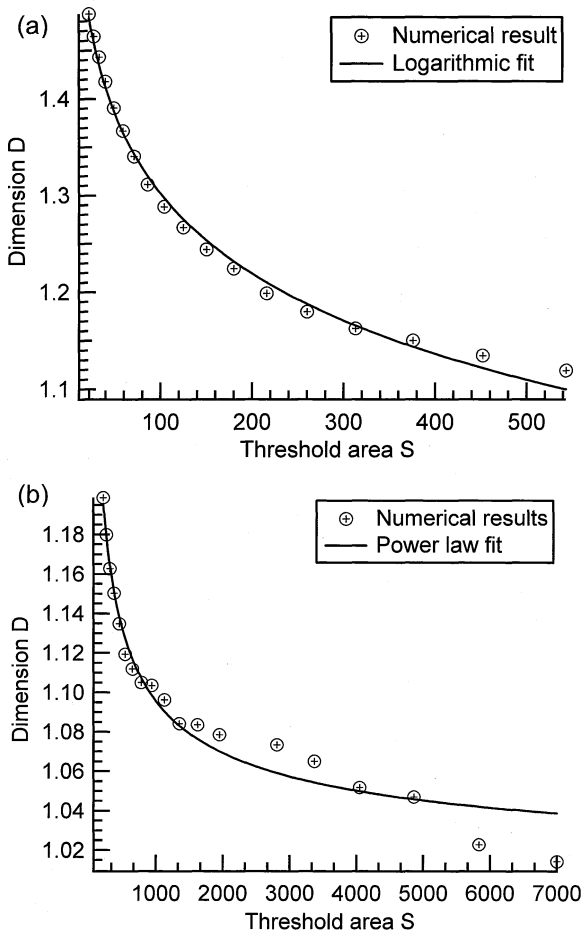 (a)
Numerical result
Logarithmic fit
1.4
1.3
1.2
1.1
Dimension D
100
200
300
400
500
Threshold area S
(b)
Numerical results
Power law fit
1.18
1.16
1.14
1.12
1.10
1.08
1.06
1.04
1.02
Dimension D
1000
2000
3000
4000
5000
6000
7000
Threshold area S